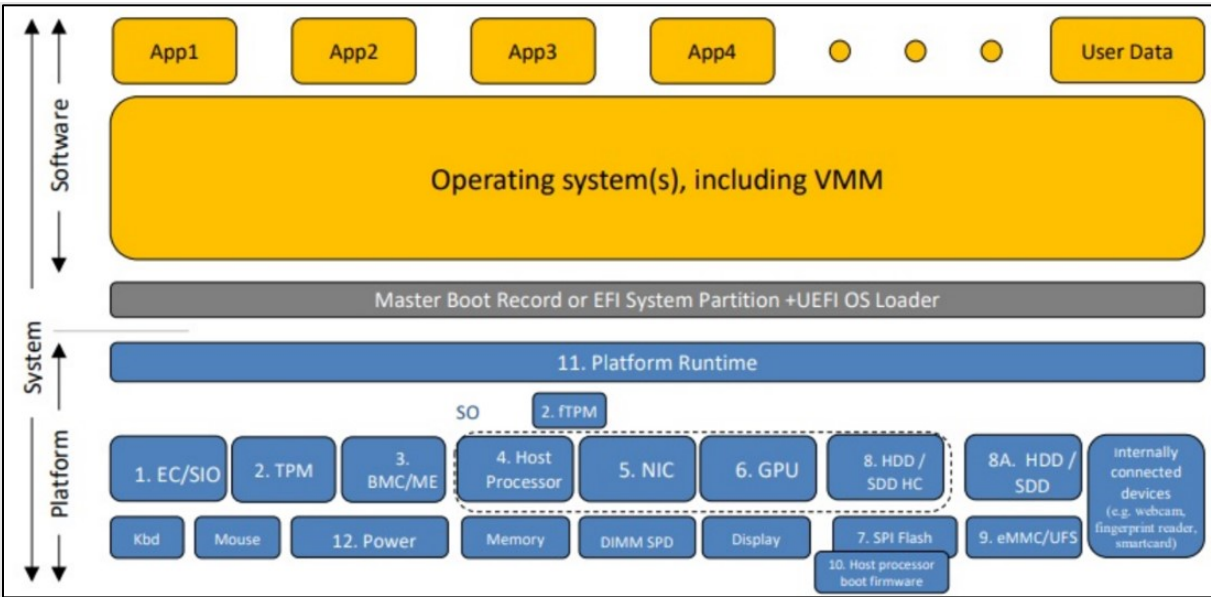 App1
App2
App3
App4
User Data
Software
Operating system(s), including VMM
Master Boot Record or EFI System Partition +UEFI OS Loader
System
11. Platform Runtime
Platform
SO
2. fTPM
1. EC/SIO
2. TPM
3.
BMC/ME
4. Host
Processor
5. NIC
6. GPU
8. HDD /
SDD HC
8A. HDD /
SDD
Internally
connected
devices
(e.g. webcam,
fingerprint reader,
smartcard)
Kbd
Mouse
12. Power
Memory
DIMM SPD
Display
7. SPI Flash
9. eMMC/UFS
10. Host processor
boot firmware